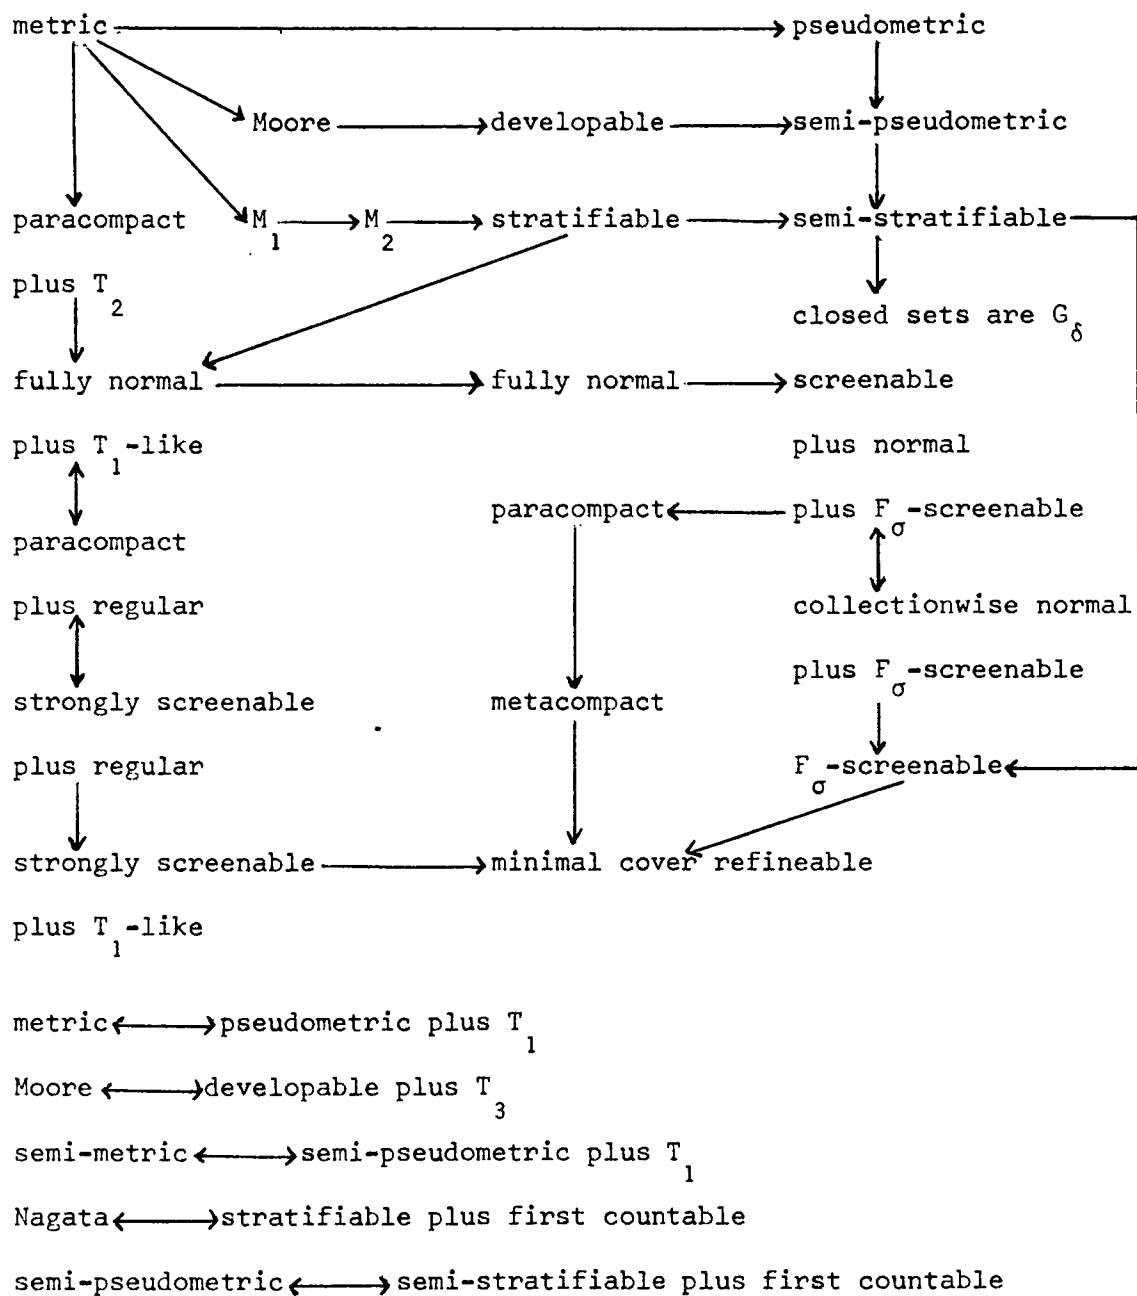 metric pseudometric
Moore developable semi-pseudometric
paracompact M₁ M₂ stratifiable semi-stratifiable
plus T₂
closed sets are G_δ
fully normal fully normal screenable
plus T₁-like plus normal
paracompact plus F_σ-screenable
paracompact
plus regular collectionwise normal
plus F_σ-screenable
strongly screenable metacompact
plus regular F_σ-screenable
strongly screenable minimal cover refineable
plus T₁-like
metric ↔ pseudometric plus T₁
Moore ↔ developable plus T₃
semi-metric ↔ semi-pseudometric plus T₁
Nagata ↔ stratifiable plus first countable
semi-pseudometric ↔ semi-stratifiable plus first countable